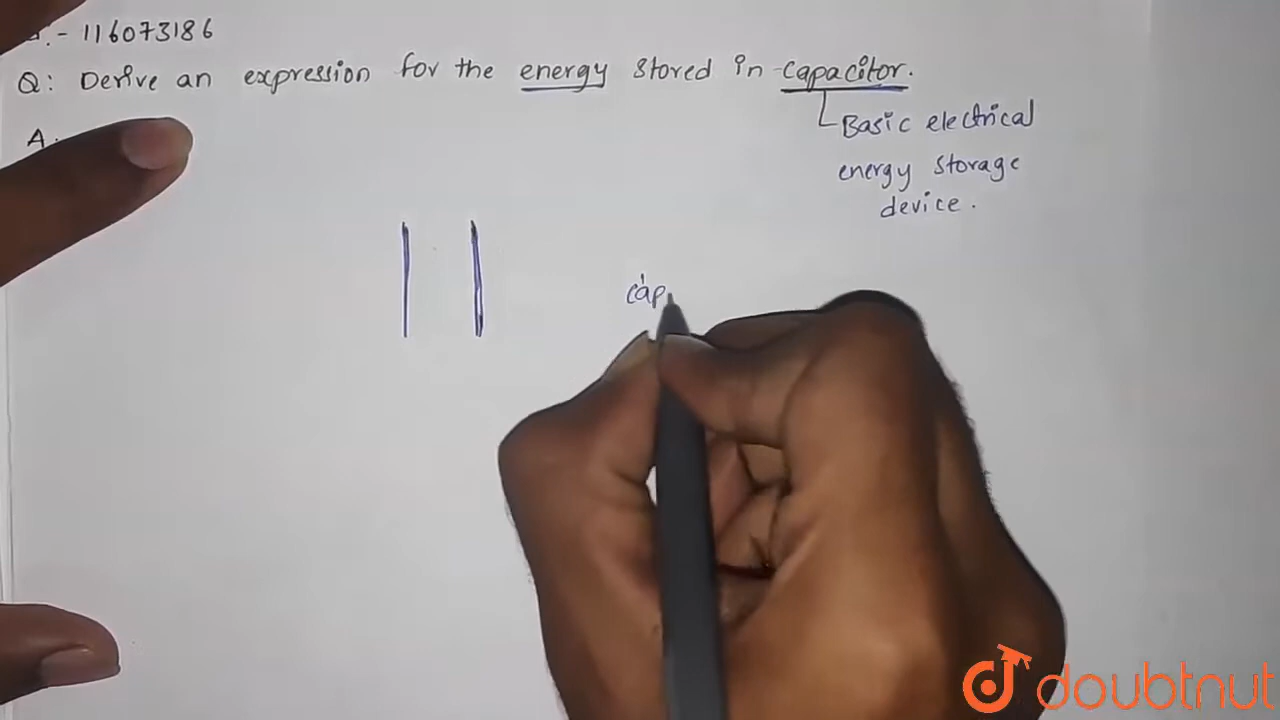 116073186
Q: Derive an expression for the energy stored in capacitor.
Basic electrical
energy storage
device.
A:
cap
doubtnut